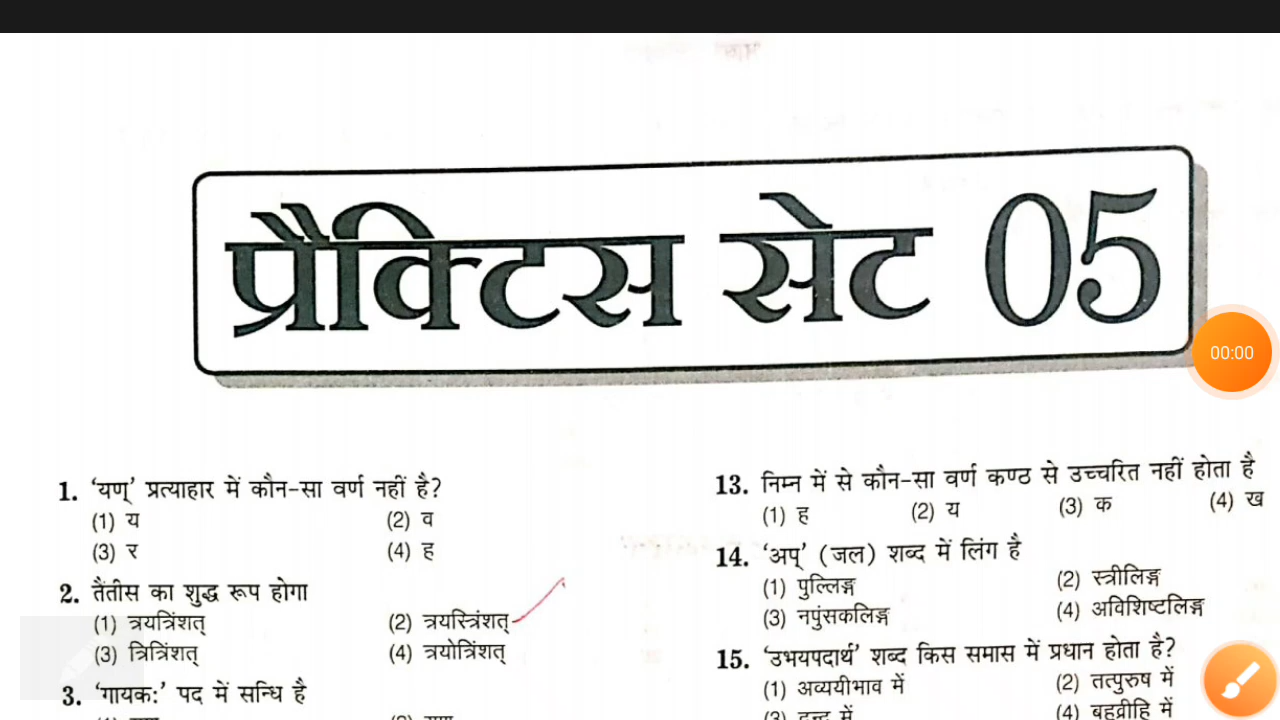 प्रैक्टिस सेट 05
00:00
1. ‘यण्’ प्रत्याहार में कौन-सा वर्ण नहीं है?
(1) य (2) व
(3) र (4) ह
2. तैंतीस का शुद्ध रूप होगा
(1) त्रयत्रिंशत् (2) त्रयस्त्रिंशत्
(3) त्रित्रिंशत् (4) त्रयोत्रिंशत्
3. ‘गायकः’ पद में सन्धि है
13. निम्न में से कौन-सा वर्ण कण्ठ से उच्चरित नहीं होता है
(1) ह (2) य (3) क (4) ख
14. ‘अप्’ (जल) शब्द में लिंग है
(1) पुल्लिङ्ग (2) स्त्रीलिङ्ग
(3) नपुंसकलिङ्ग (4) अविशिष्टलिङ्ग
15. ‘उभयपदार्थ’ शब्द किस समास में प्रधान होता है?
(1) अव्ययीभाव में (2) तत्पुरुष में
(3) द्वन्द्व में (4) बहुव्रीहि में